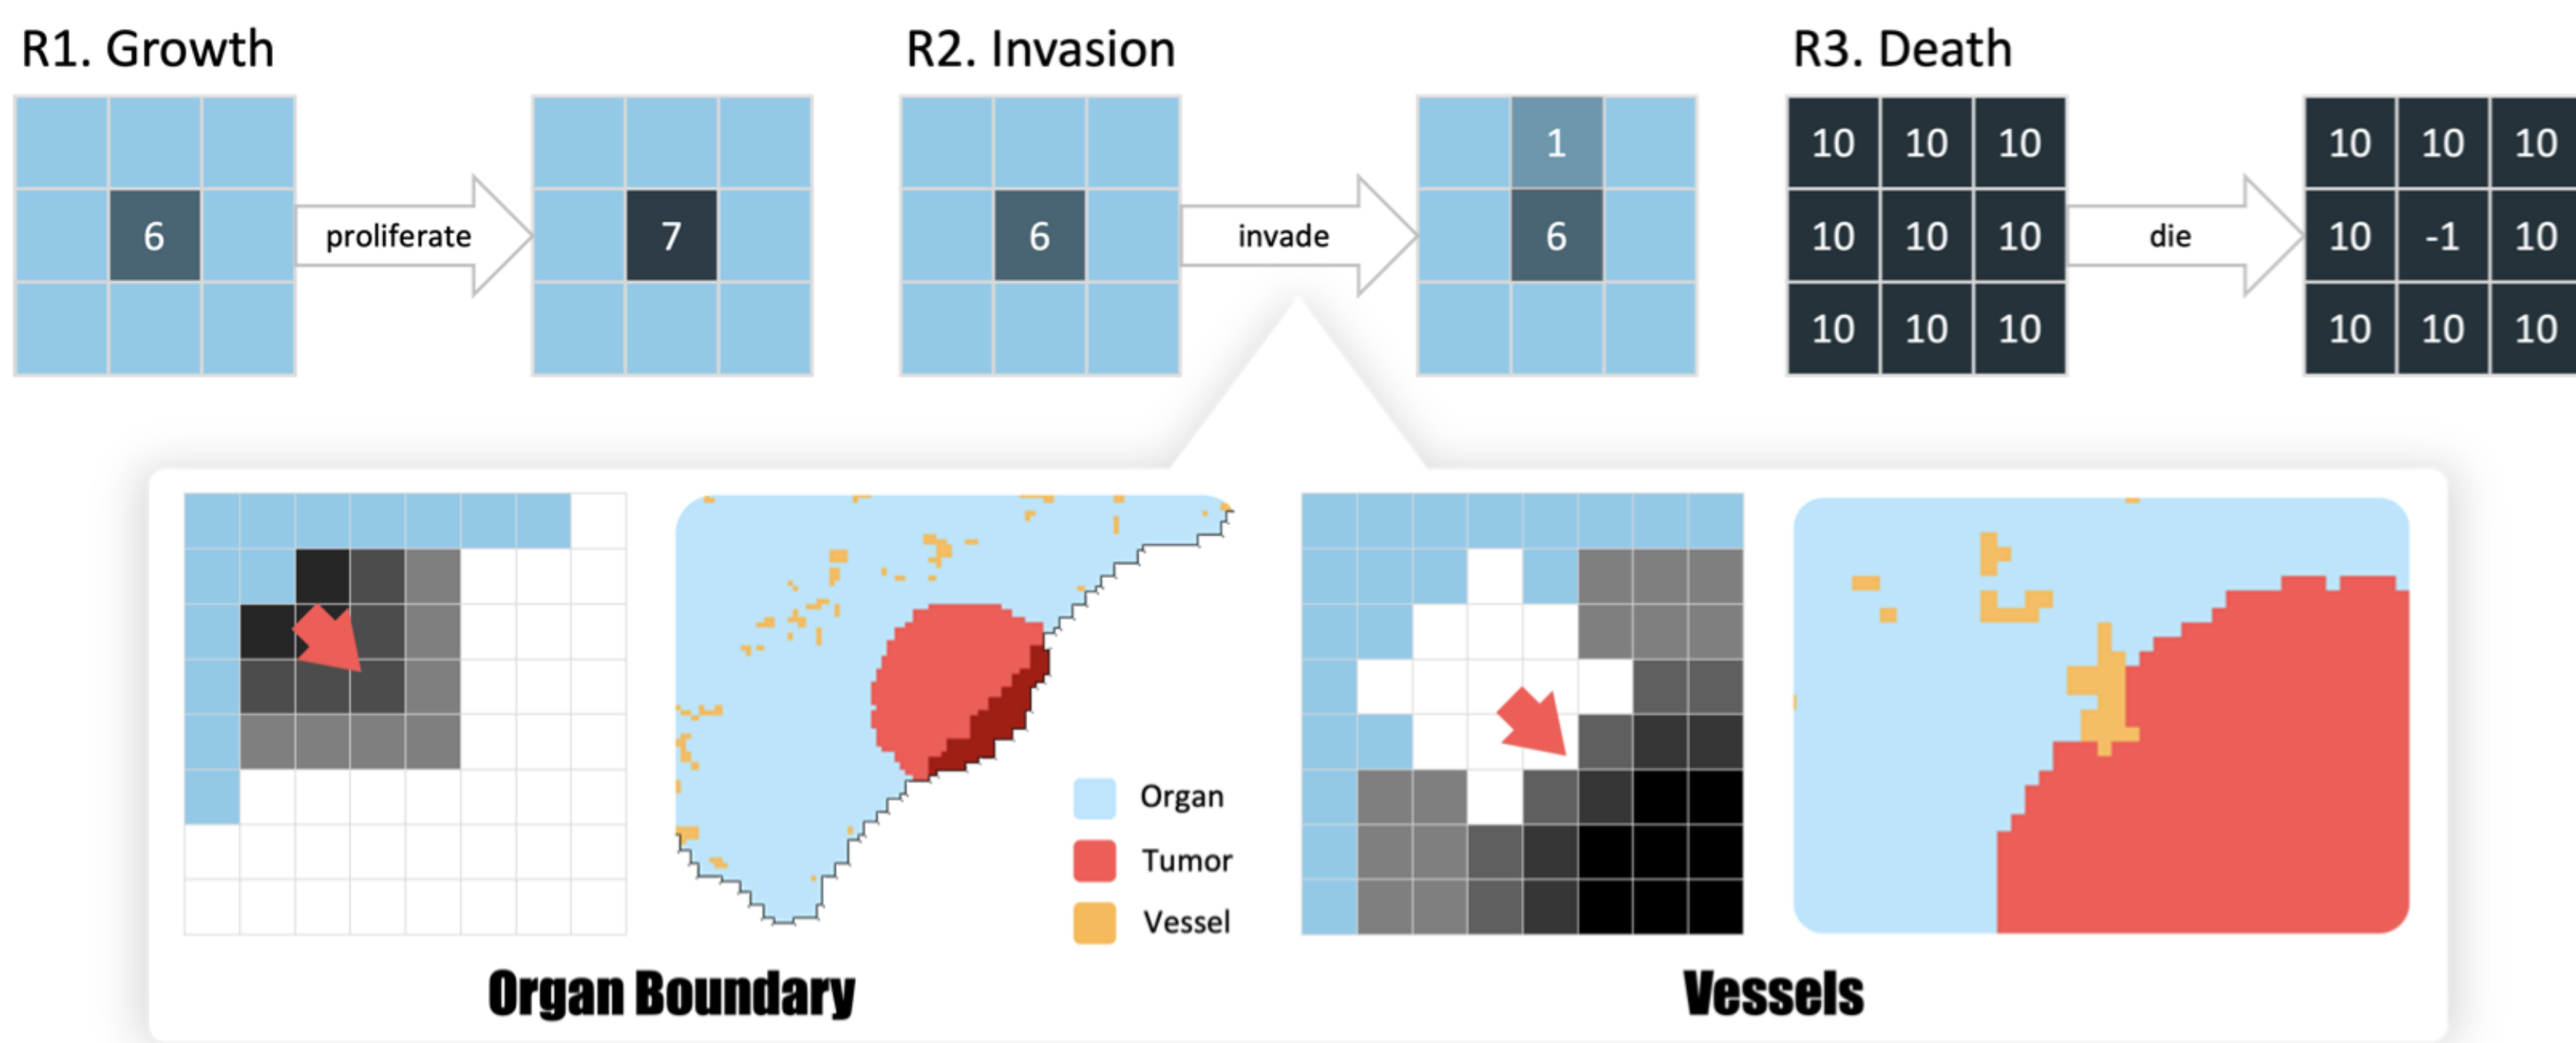 R1. Growth
R2. Invasion
R3. Death
6
proliferate
7
6
invade
1
6
10 10 10
10 10 10
10 10 10
die
10 10 10
10 -1 10
10 10 10
Organ
Tumor
Vessel
Organ Boundary
Vessels